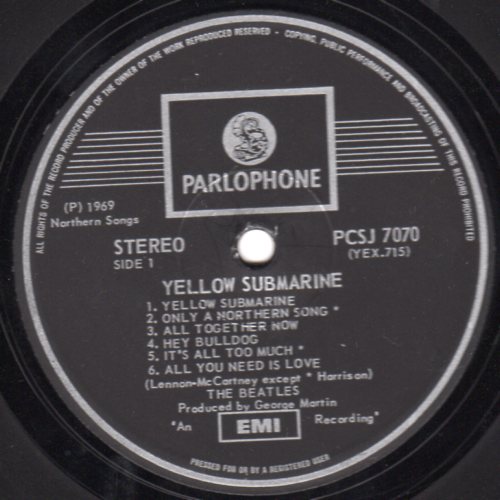 ALL RIGHTS OF THE RECORD PRODUCER AND OF THE OWNER OF THE WORK REPRODUCED RESERVED - COPYING, PUBLIC PERFORMANCE AND BROADCASTING OF THIS RECORD PROHIBITED
PARLOPHONE
(P) 1969
Northern Songs
STEREO
SIDE 1
PCSJ 7070
(YEX.715)
YELLOW SUBMARINE
1. YELLOW SUBMARINE
2. ONLY A NORTHERN SONG *
3. ALL TOGETHER NOW
4. HEY BULLDOG
5. IT'S ALL TOO MUCH *
6. ALL YOU NEED IS LOVE
(Lennon-McCartney except * Harrison)
THE BEATLES
Produced by George Martin
"An EMI Recording"
PRESSED FOR OR BY A REGISTERED USER